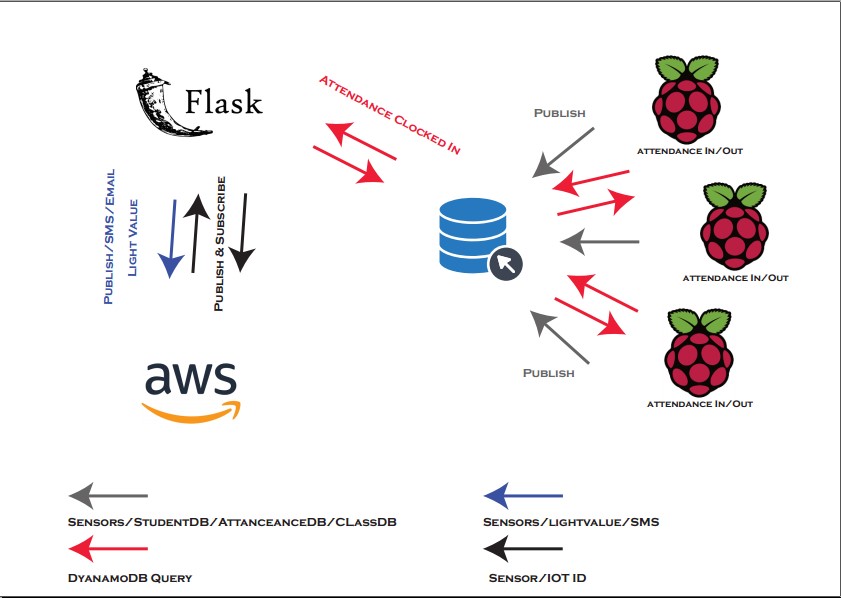 Flask
Attendance Clocked In
Publish
attendance In/Out
Publish/SMS/Email
Light Value
Publish & Subscribe
attendance In/Out
aws
Publish
attendance In/Out
Sensors/StudentDB/AttanceanceDB/CLassDB
Sensors/lightvalue/SMS
DyanamoDB Query
Sensor/IOT ID